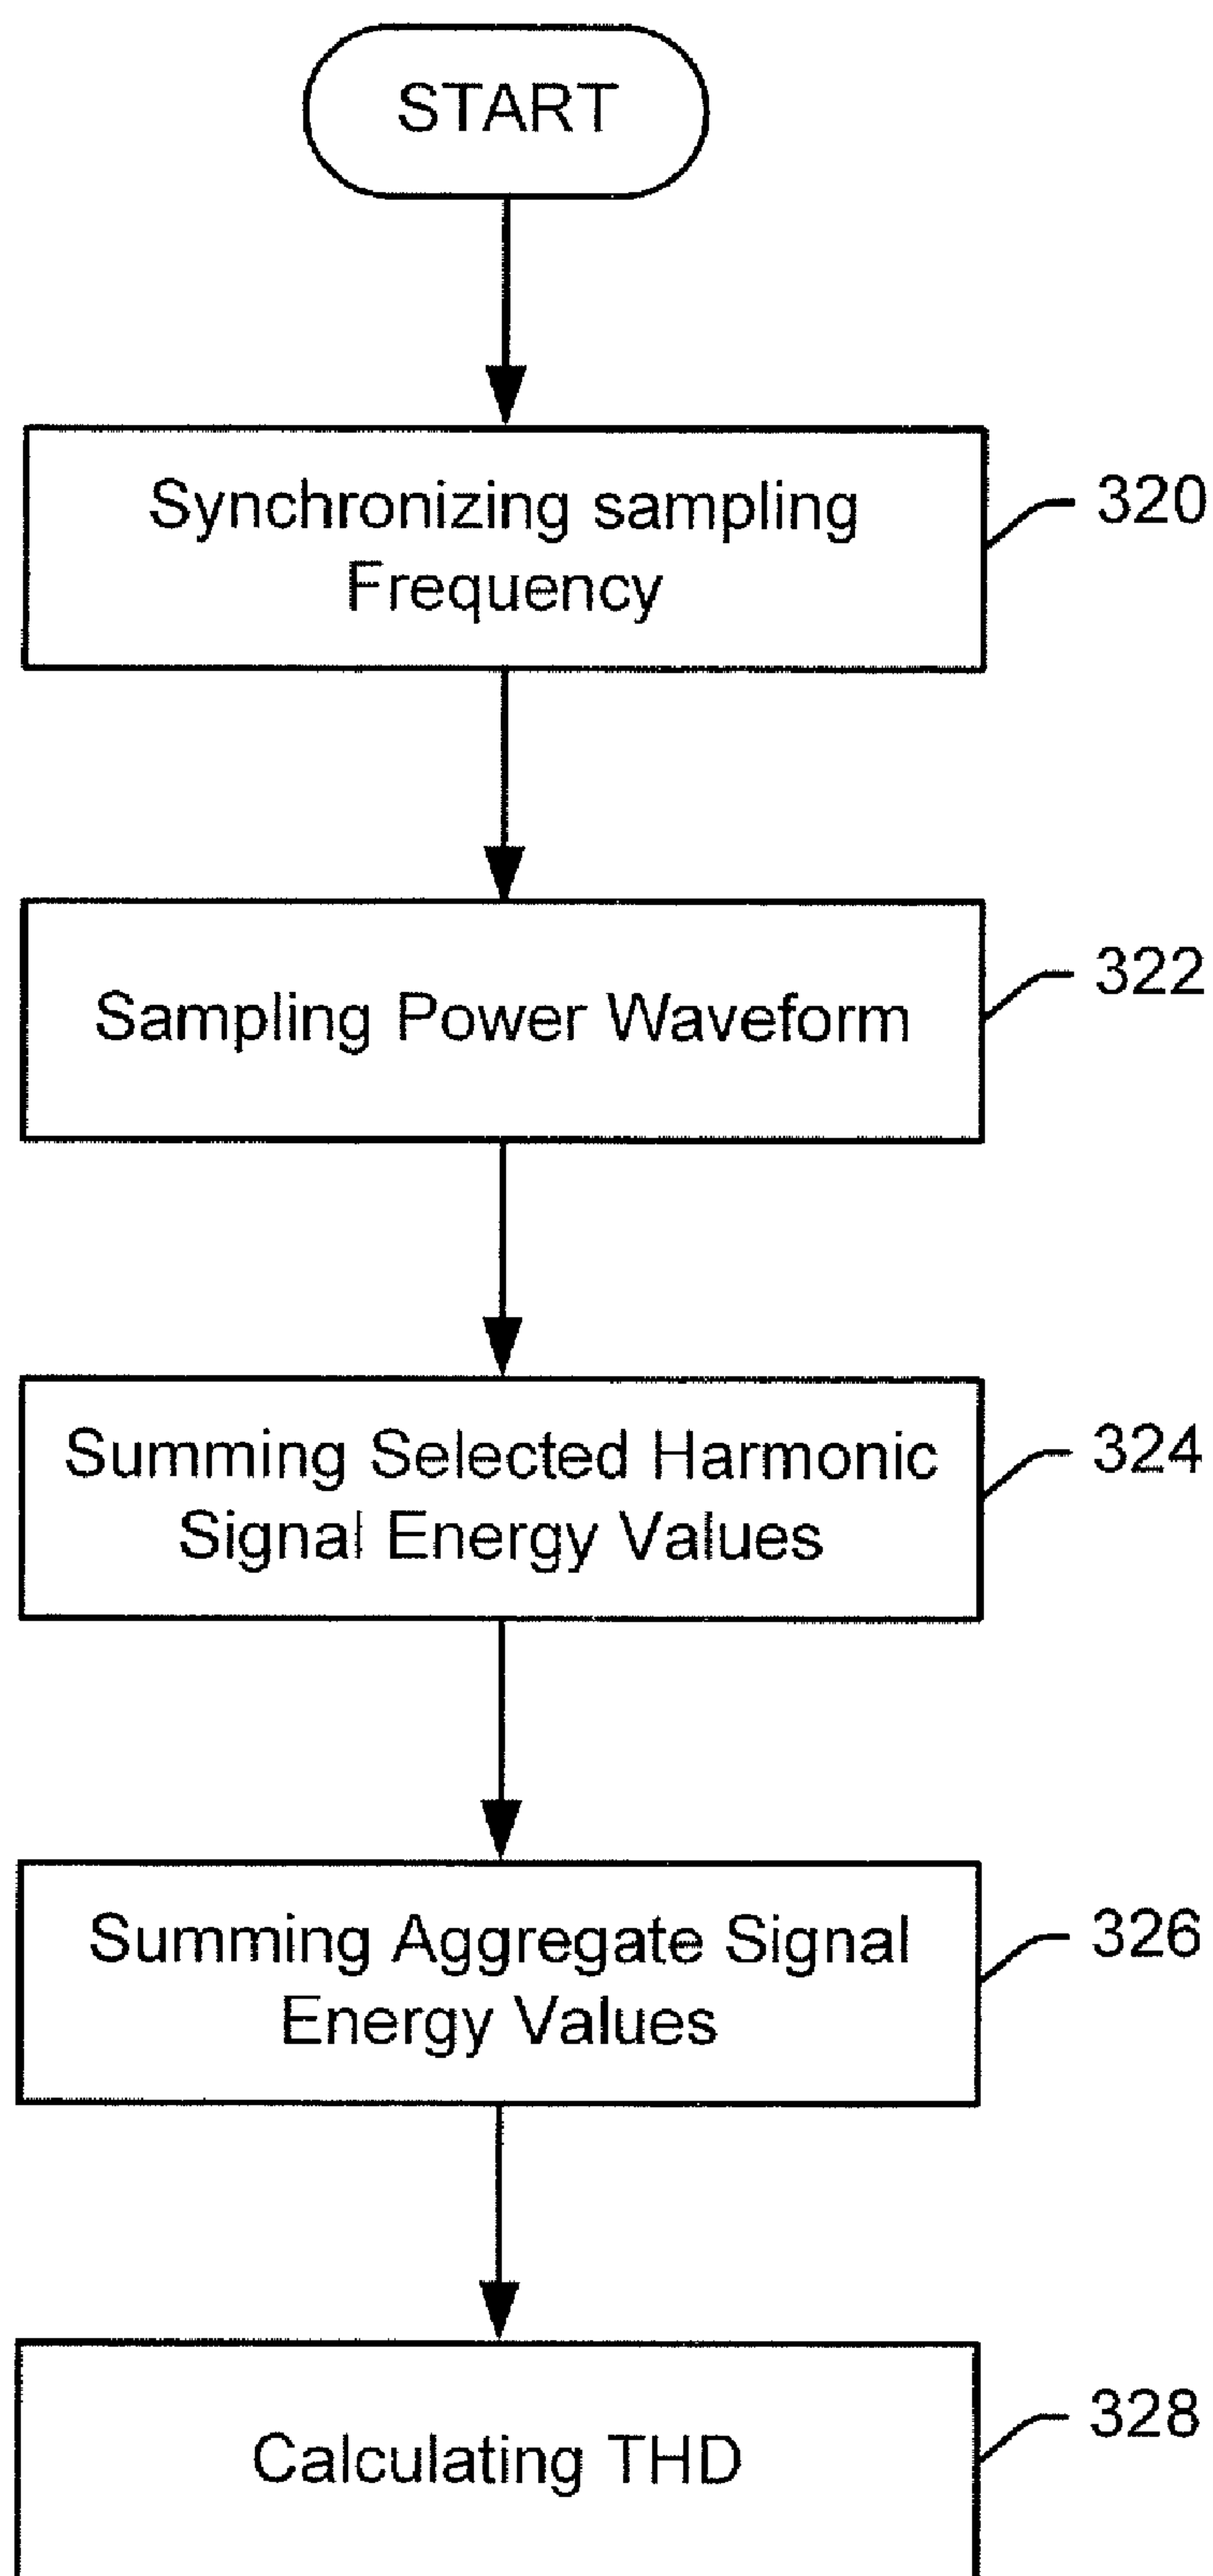 START
Synchronizing sampling
Frequency
320
Sampling Power Waveform
322
Summing Selected Harmonic
Signal Energy Values
324
Summing Aggregate Signal
Energy Values
326
Calculating THD
328